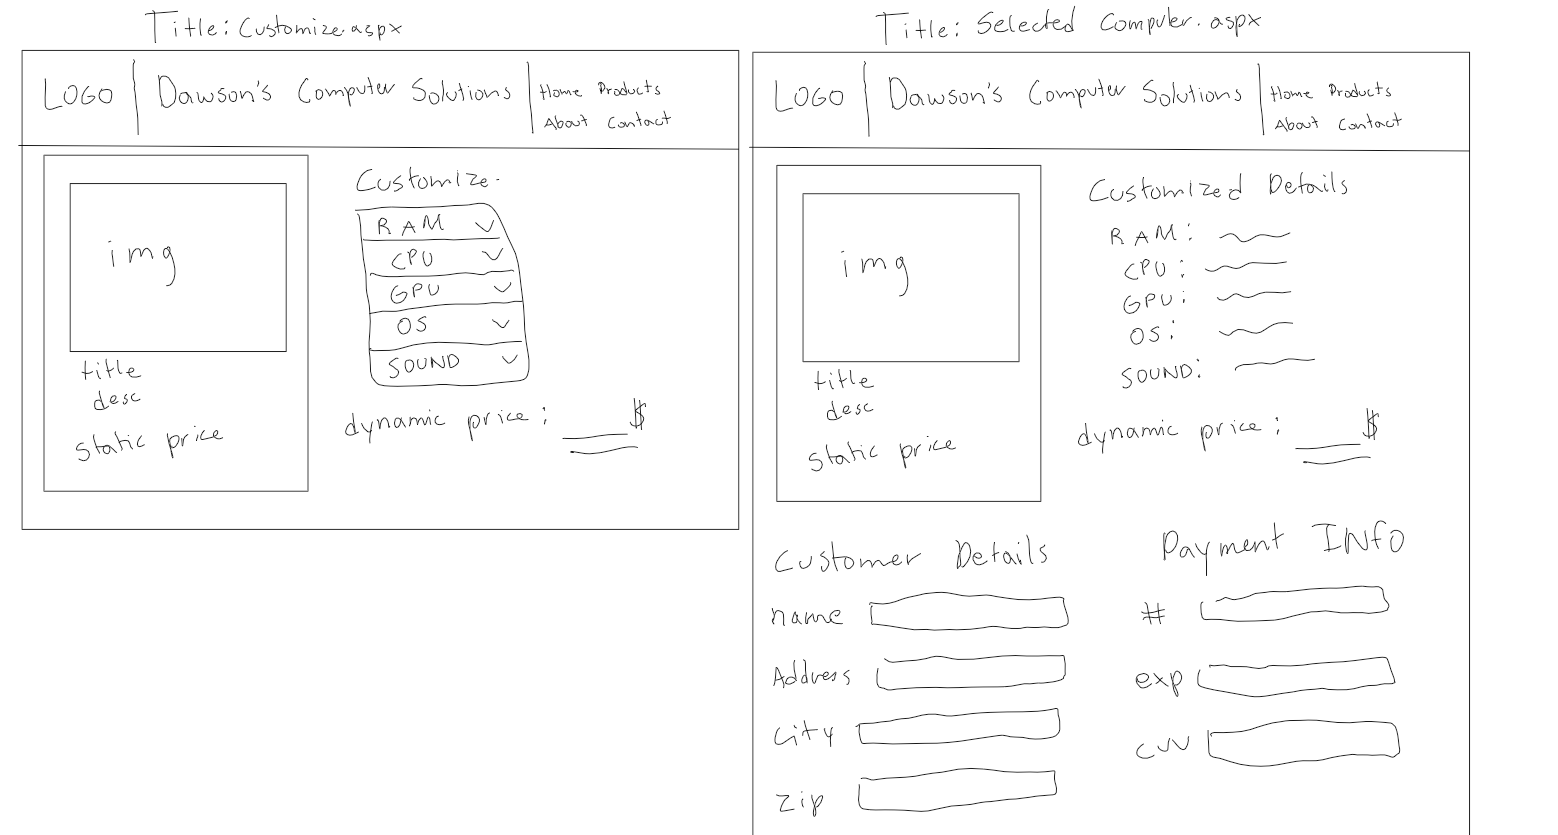 Title: Customize.aspx
LOGO Dawson's Computer Solutions Home Products
About Contact
img
title
desc
static price
Customize.
RAM
CPU
GPU
OS
SOUND
dynamic price: $
Title: Selected Computer.aspx
LOGO Dawson's Computer Solutions Home Products
About Contact
img
title
desc
static price
Customized Details
RAM:
CPU:
GPU:
OS:
SOUND:
dynamic price: $
Customer Details
name
Address
City
Zip
Payment INfo
#
exp
cvv